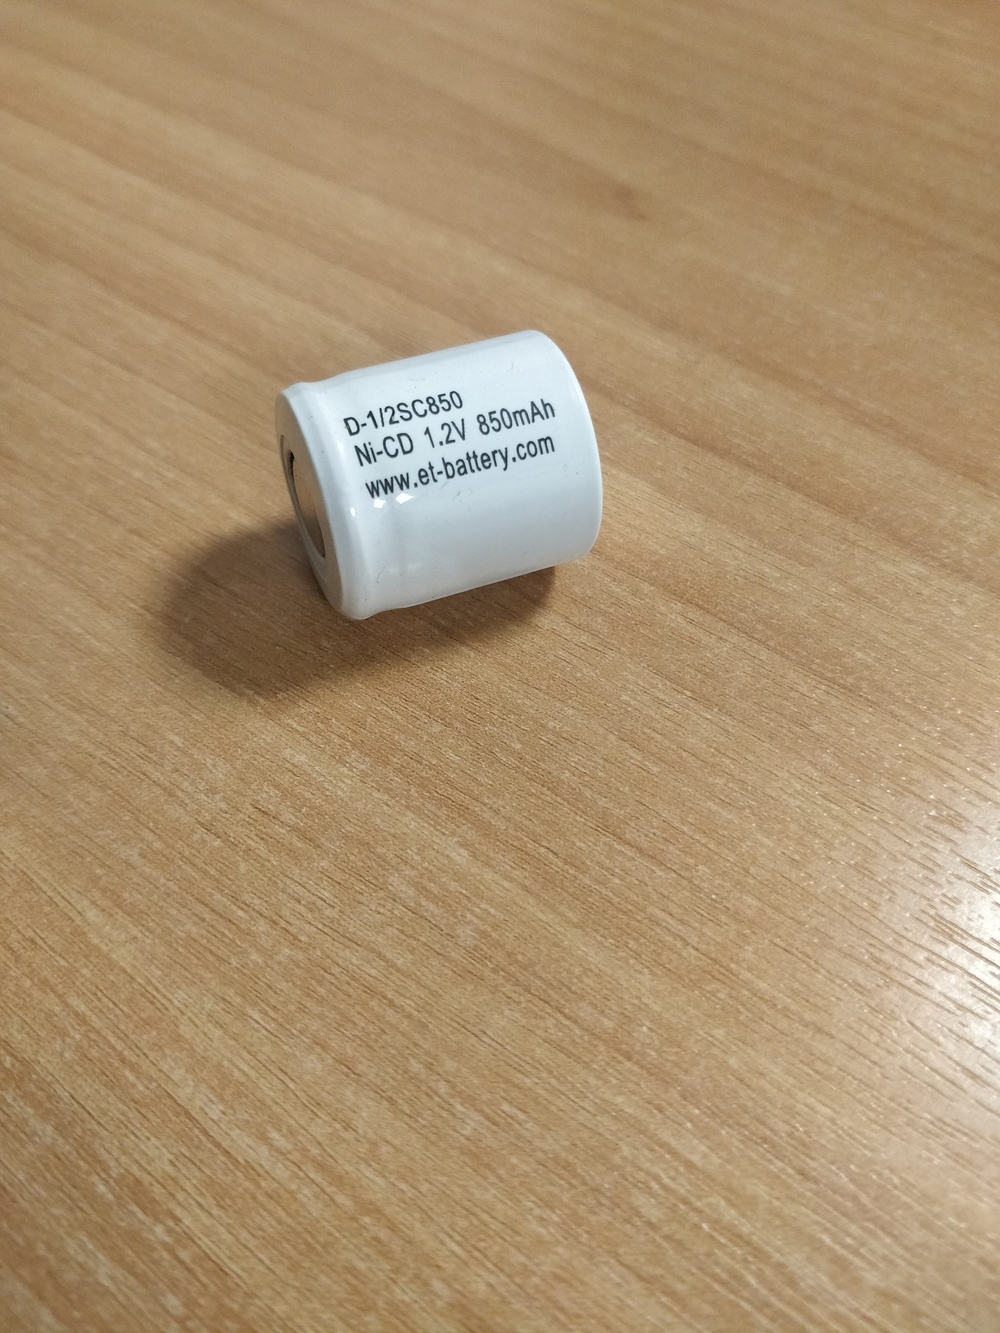 D-1/2SC850
Ni-CD 1.2V 850mAh
www.et-battery.com